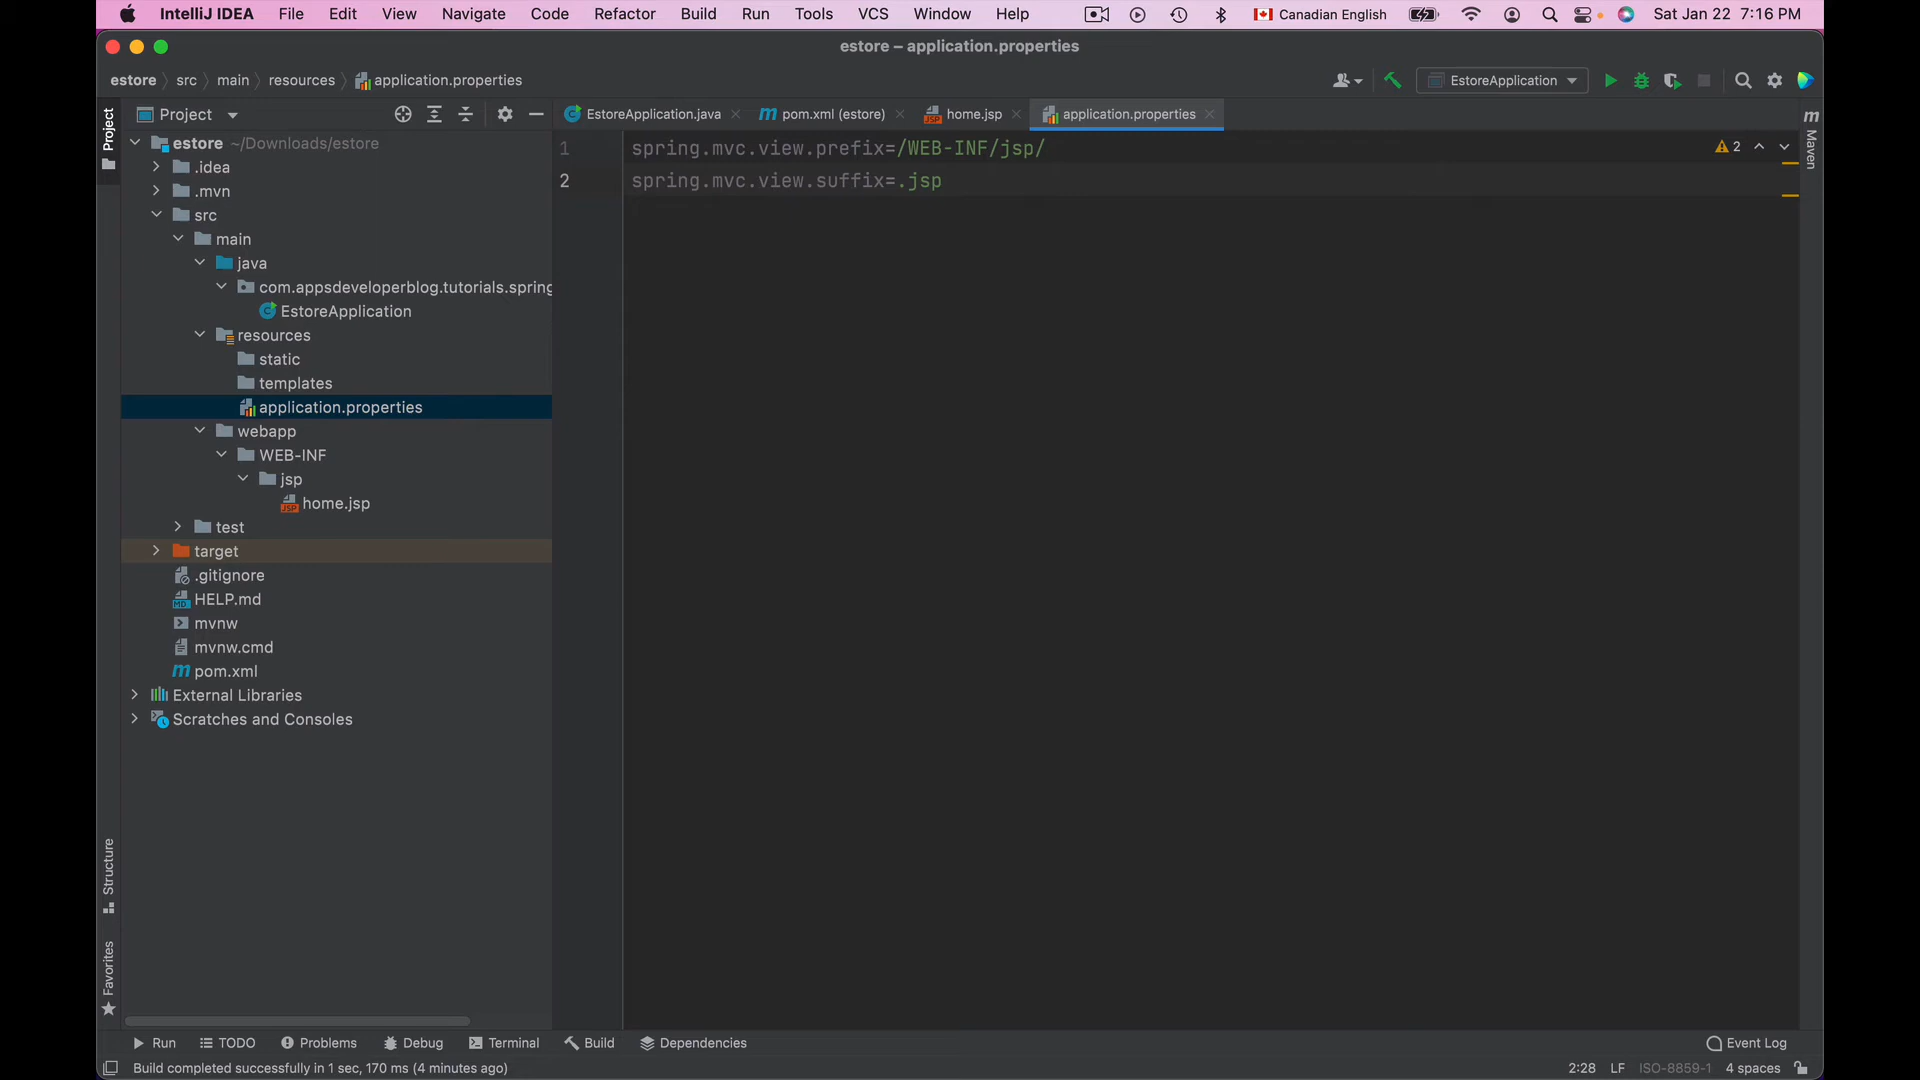 IntelliJ IDEA File Edit View Navigate Code Refactor Build Run Tools VCS Window Help Canadian English Sat Jan 22 7:16 PM
estore – application.properties
estore src main resources application.properties EstoreApplication
Project EstoreApplication.java pom.xml (estore) home.jsp application.properties
Project
m
Maven
estore ~/Downloads/estore
.idea
.mvn
src
main
java
com.appsdeveloperblog.tutorials.spring
EstoreApplication
resources
static
templates
application.properties
webapp
WEB-INF
jsp
home.jsp
test
target
.gitignore
HELP.md
mvnw
mvnw.cmd
pom.xml
External Libraries
Scratches and Consoles
1 spring.mvc.view.prefix=/WEB-INF/jsp/
2 spring.mvc.view.suffix=.jsp
2
Structure
Favorites
Run TODO Problems Debug Terminal Build Dependencies Event Log
Build completed successfully in 1 sec, 170 ms (4 minutes ago) 2:28 LF ISO-8859-1 4 spaces